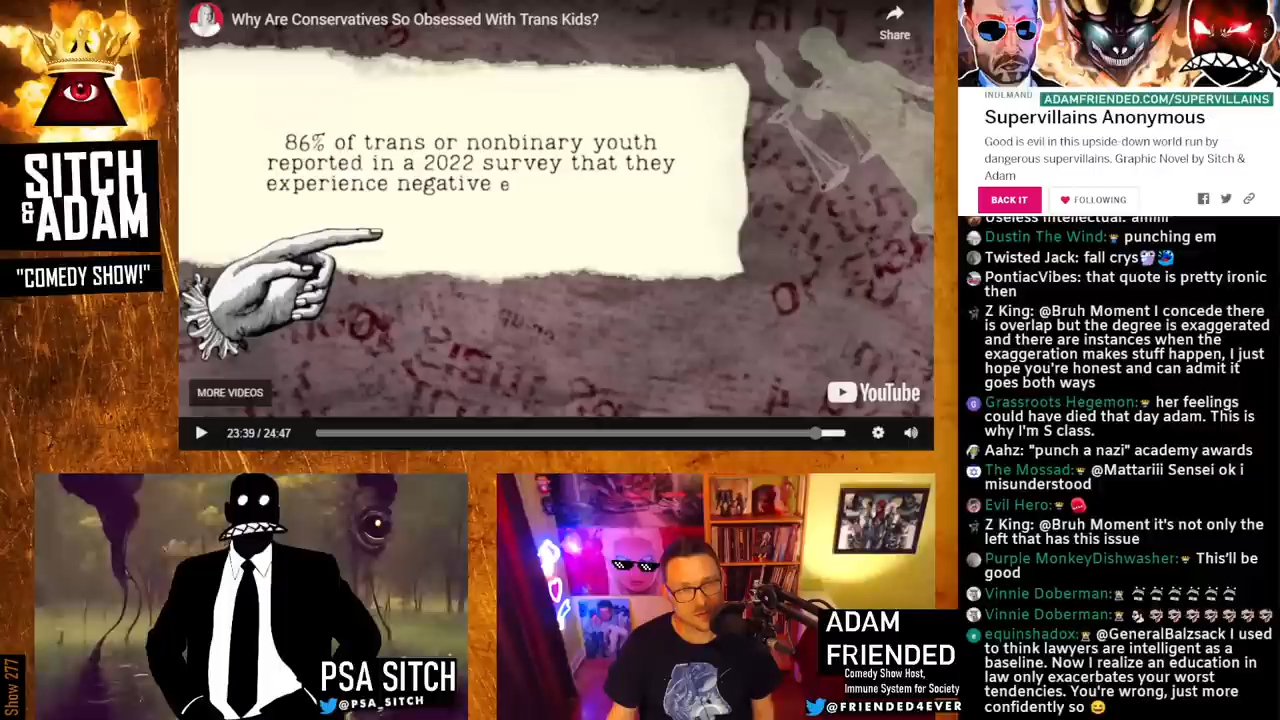 Why Are Conservatives So Obsessed With Trans Kids?
Share
86% of trans or nonbinary youth
reported in a 2022 survey that they
experience negative e
MORE VIDEOS
YouTube
23:39 / 24:47
SITCH
& ADAM
"COMEDY SHOW!"
Show 277
PSA SITCH
@PSA_SITCH
ADAM
FRIENDED
Comedy Show Host,
Immune System for Society
@FRIENDED4EVER
INDEMAND
ADAMFRIENDED.COM/SUPERVILLAINS
Supervillains Anonymous
Good is evil in this upside-down world run by
dangerous supervillains. Graphic Novel by Sitch &
Adam
BACK IT
FOLLOWING
Useless Intellectual: ahhh
Dustin The Wind: punching em
Twisted Jack: fall crys
PontiacVibes: that quote is pretty ironic
then
Z King: @Bruh Moment I concede there
is overlap but the degree is exaggerated
and there are instances when the
exaggeration makes stuff happen, I just
hope you're honest and can admit it
goes both ways
Grassroots Hegemon: her feelings
could have died that day adam. This is
why I'm S class.
Aahz: "punch a nazi" academy awards
The Mossad: @Mattariii Sensei ok i
misunderstood
Evil Hero:
Z King: @Bruh Moment it's not only the
left that has this issue
Purple MonkeyDishwasher: This'll be
good
Vinnie Doberman:
Vinnie Doberman:
equinshadox: @GeneralBalzsack I used
to think lawyers are intelligent as a
baseline. Now I realize an education in
law only exacerbates your worst
tendencies. You're wrong, just more
confidently so